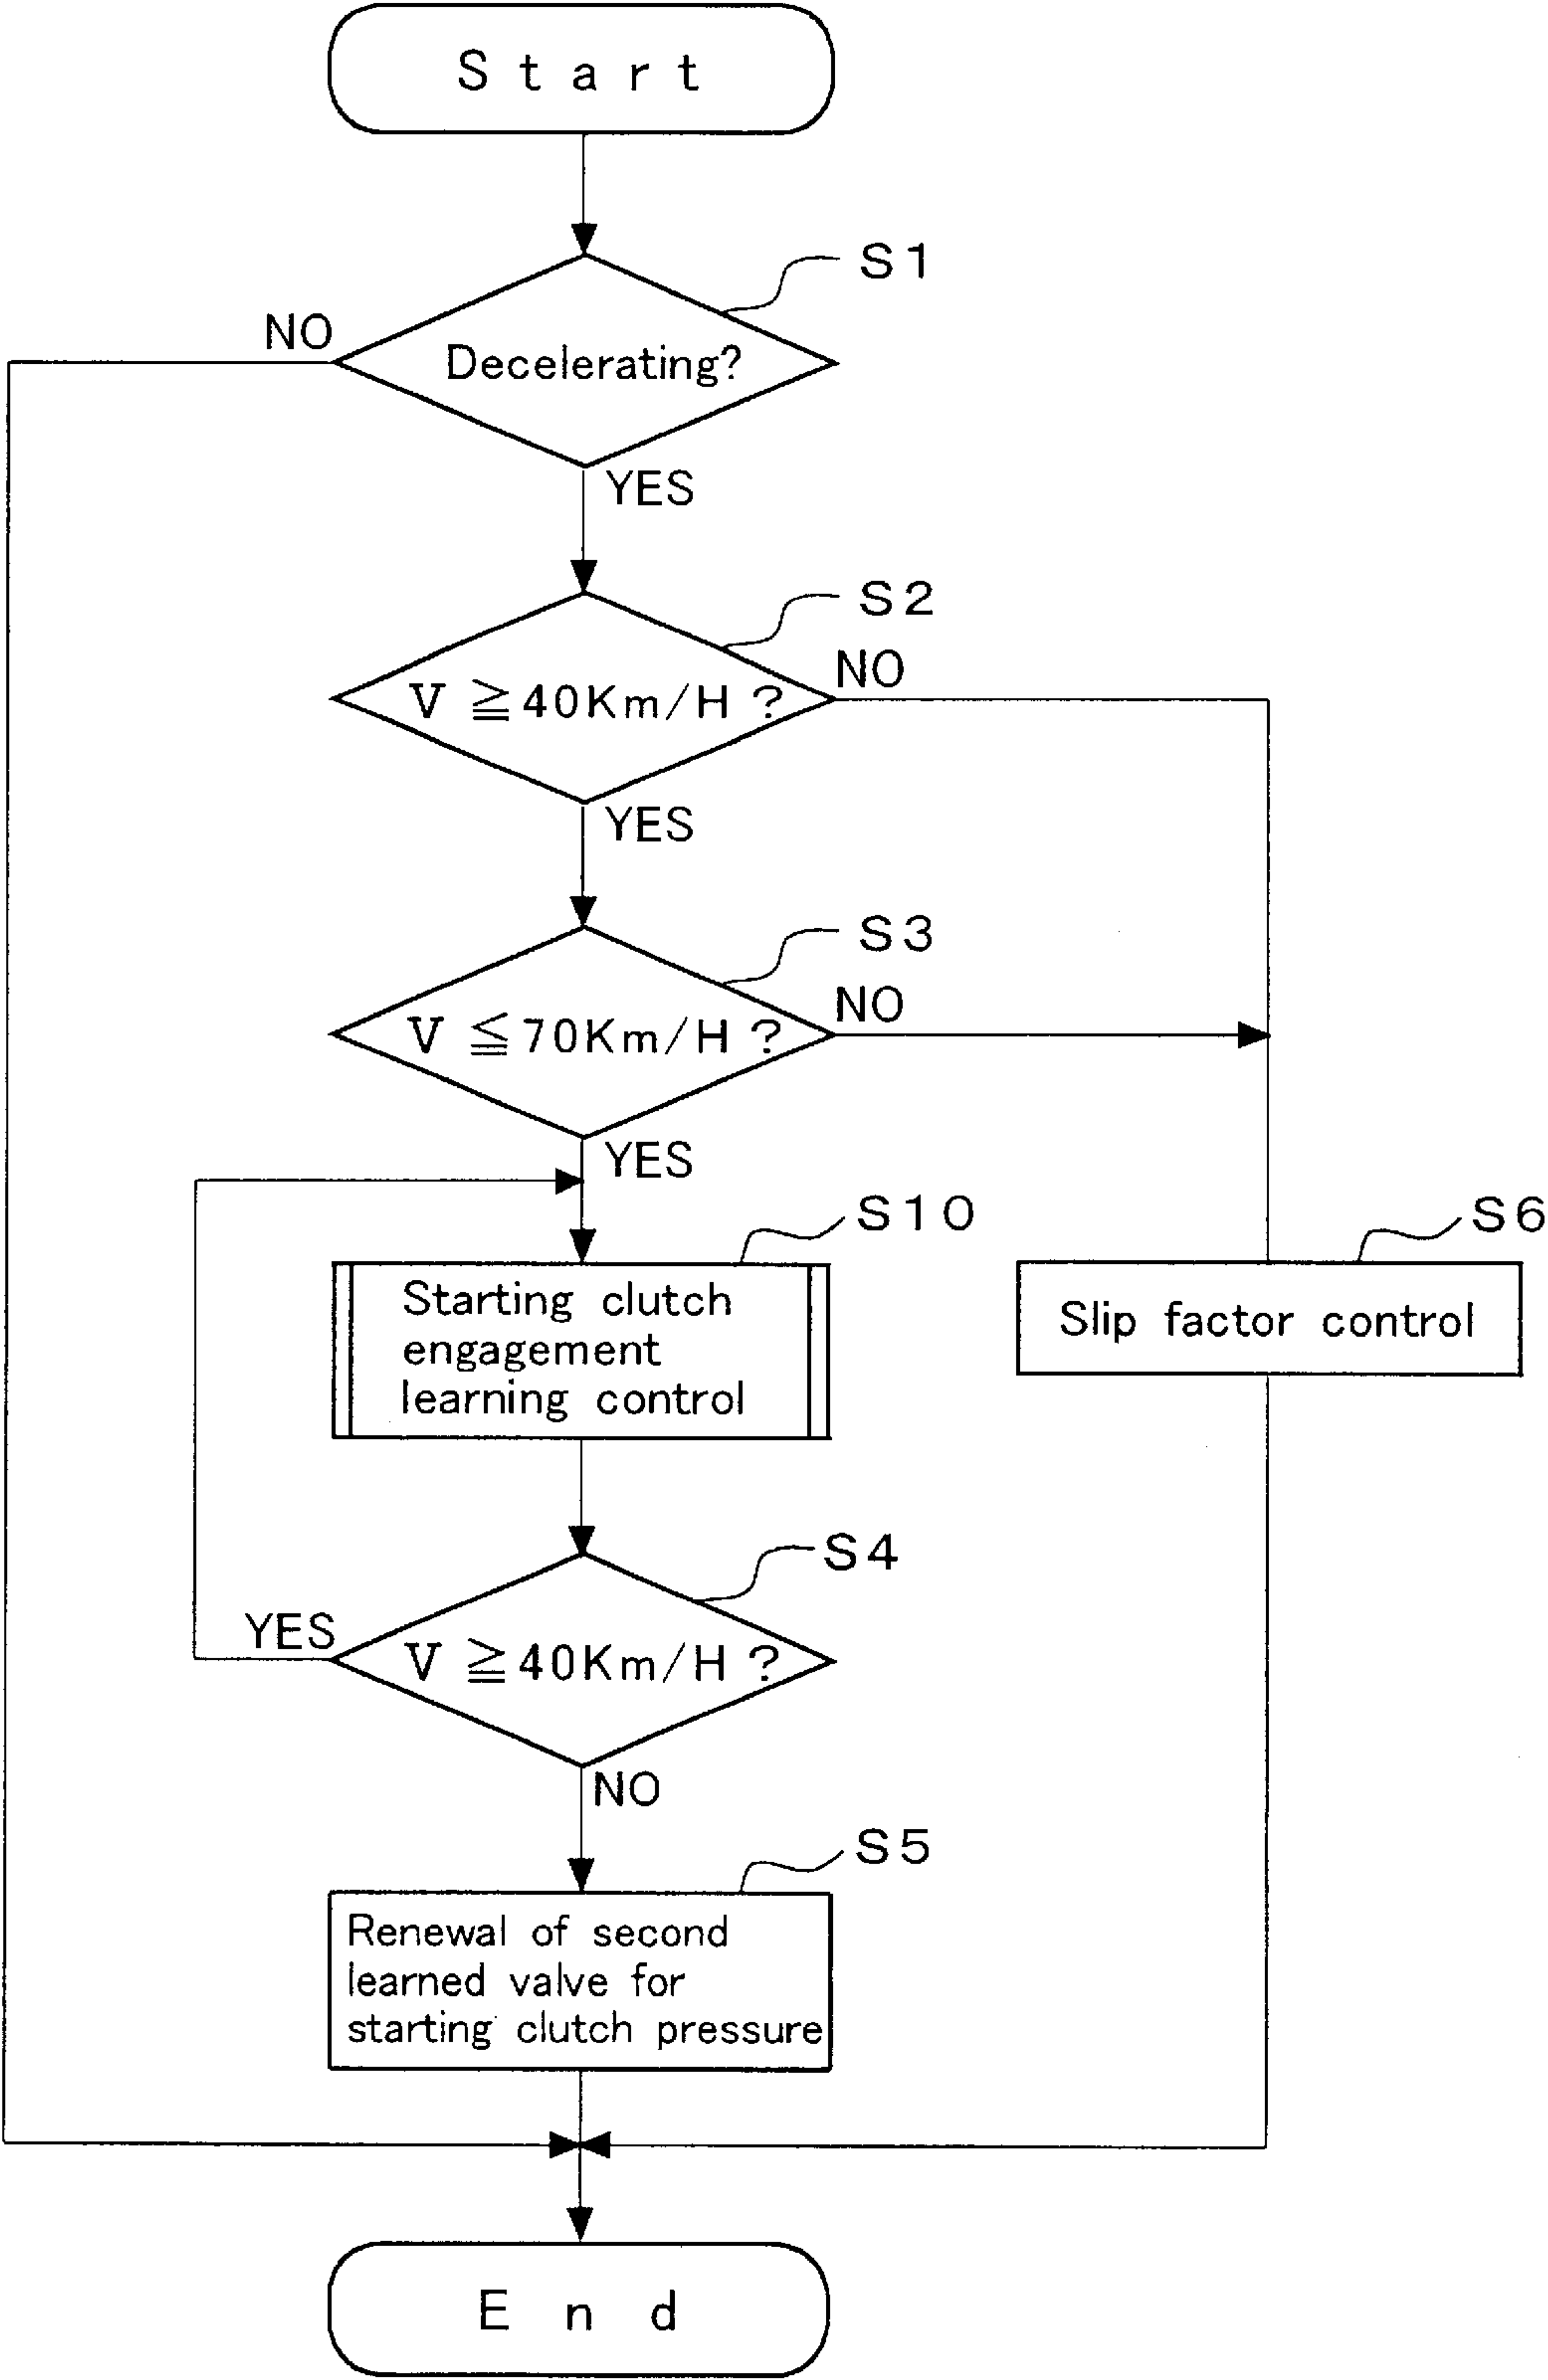 Start
S1
NO
Decelerating?
YES
S2
NO
V ≧ 40Km/H ?
YES
S3
NO
V ≦ 70Km/H ?
YES
S10
S6
Starting clutch
engagement
learning control
Slip factor control
S4
YES
V ≧ 40Km/H ?
NO
S5
Renewal of second
learned valve for
starting clutch pressure
End